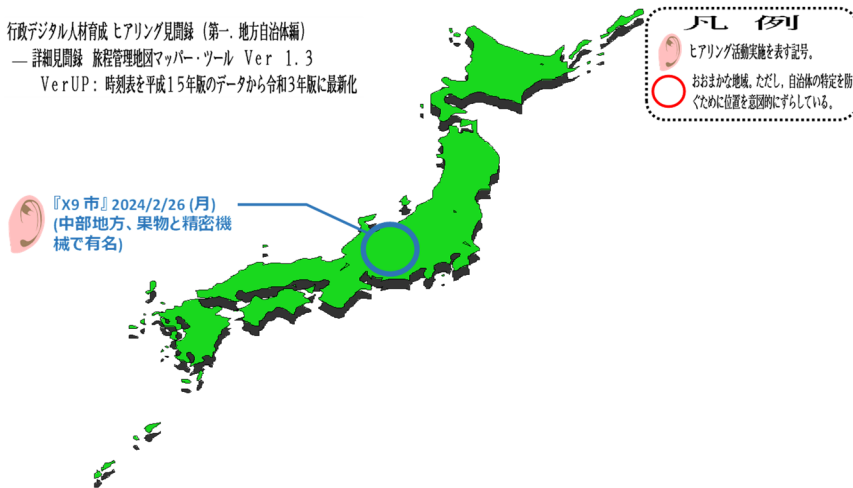 行政デジタル人材育成 ヒアリング見聞録 (第一. 地方自治体編)
― 詳細見聞録 旅程管理地図マッパー・ツール Ver 1.3
VerUP: 時刻表を平成15年版のデータから令和3年版に最新化
凡 例
ヒアリング活動実施を表す記号。
おおまかな地域。ただし, 自治体の特定を防
ぐために位置を意図的にずらしている。
『X9 市』 2024/2/26 (月)
(中部地方、果物と精密機
械で有名)